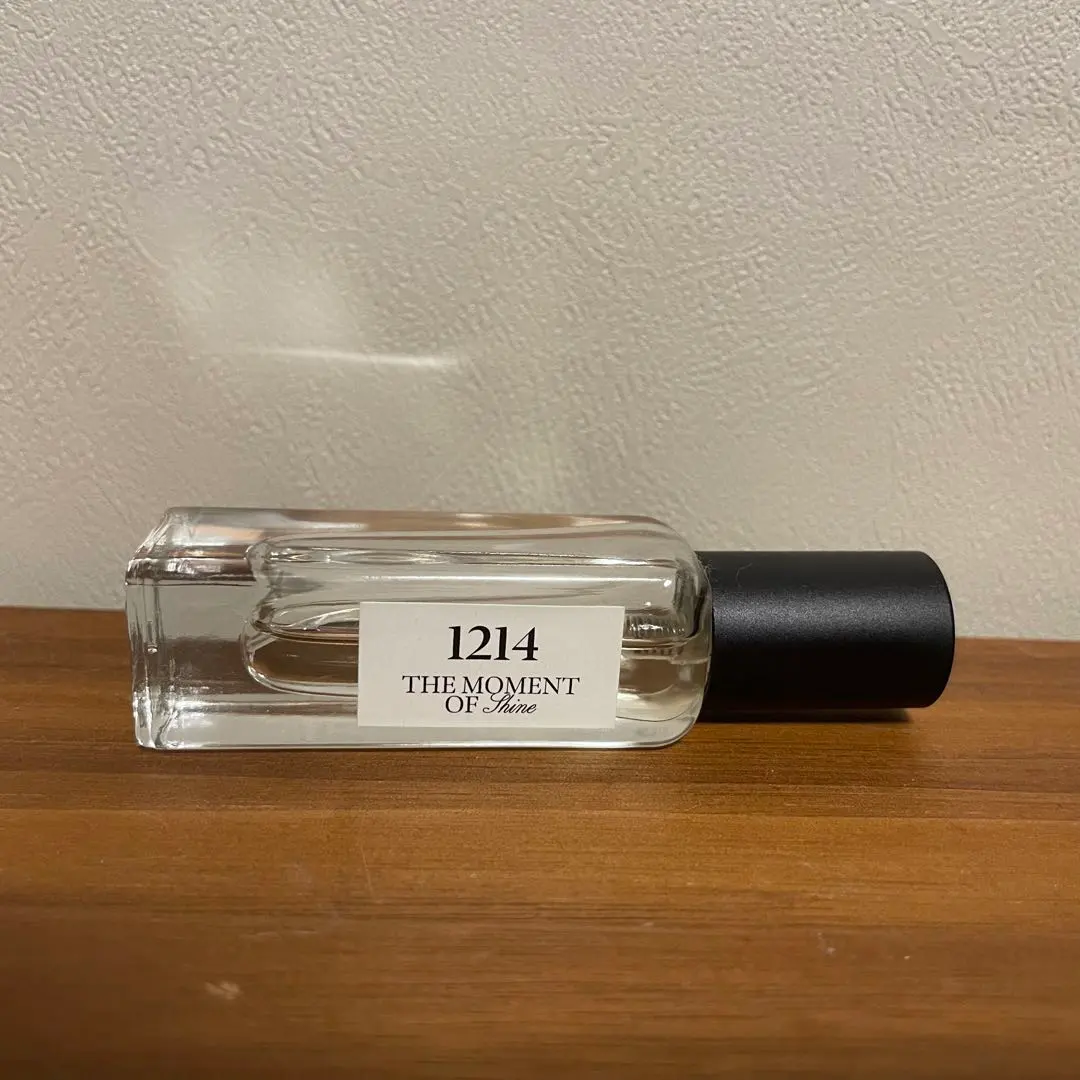 1214
THE MOMENT
OF Shine